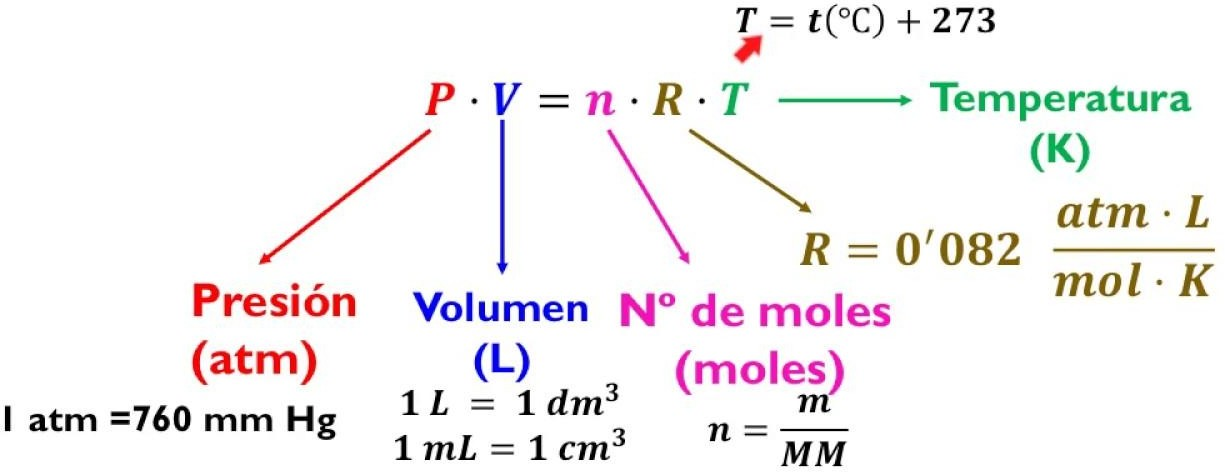 T = t(°C) + 273
P · V = n · R · T
Temperatura
(K)
R = 0'082 atm · L / mol · K
Presión
(atm)
Volumen
(L)
Nº de moles
(moles)
1 atm =760 mm Hg
1 L = 1 dm³
1 mL = 1 cm³
n = m / MM